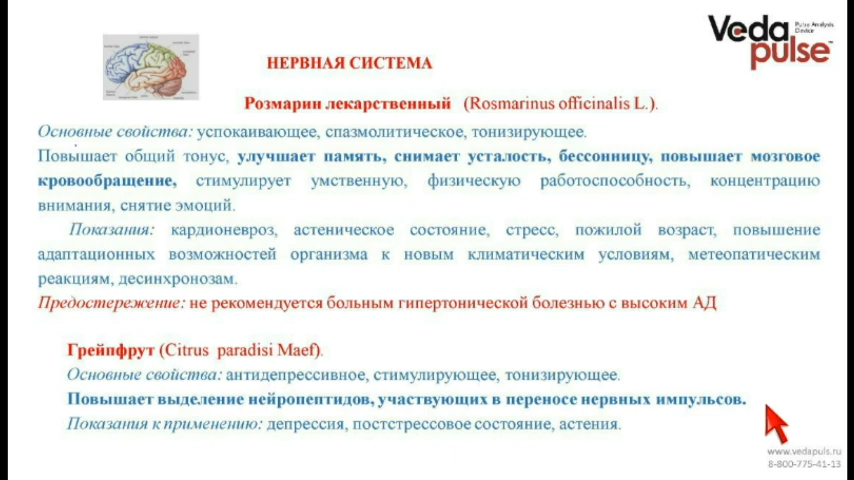 Veda pulse
Pulse Analysis
Device
TM
НЕРВНАЯ СИСТЕМА
Розмарин лекарственный (Rosmarinus officinalis L.).
Основные свойства: успокаивающее, спазмолитическое, тонизирующее.
Повышает общий тонус, улучшает память, снимает усталость, бессонницу, повышает мозговое
кровообращение, стимулирует умственную, физическую работоспособность, концентрацию
внимания, снятие эмоций.
Показания: кардионевроз, астеническое состояние, стресс, пожилой возраст, повышение
адаптационных возможностей организма к новым климатическим условиям, метеопатическим
реакциям, десинхронозам.
Предостережение: не рекомендуется больным гипертонической болезнью с высоким АД
Грейпфрут (Citrus paradisi Maef).
Основные свойства: антидепрессивное, стимулирующее, тонизирующее.
Повышает выделение нейропептидов, участвующих в переносе нервных импульсов.
Показания к применению: депрессия, постстрессовое состояние, астения.
www.vedapuls.ru
8-800-775-41-13